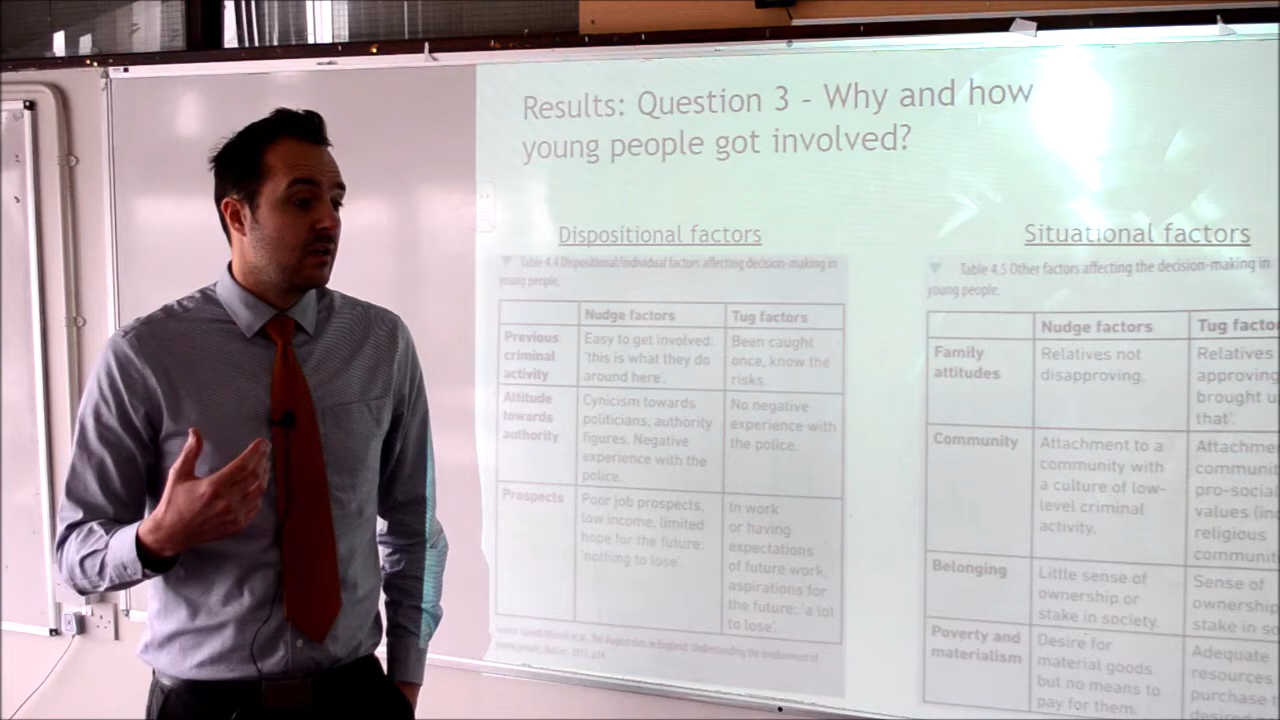 Results: Question 3 - Why and how
young people got involved?
Dispositional factors
Table 4.4 Dispositional/individual factors affecting decision-making in
young people.
Nudge factors
Tug factors
Previous
criminal
activity
Easy to get involved:
'this is what they do
around here'.
Been caught
once, know the
risks.
Attitude
towards
authority
Cynicism towards
politicians, authority
figures. Negative
experience with the
police.
No negative
experience with
the police.
Prospects
Poor job prospects,
low income, limited
hope for the future:
'nothing to lose'.
In work
or having
expectations
of future work,
aspirations for
the future: 'a lot
to lose'.
Situational factors
Table 4.5 Other factors affecting the decision-making in
young people.
Nudge factors
Tug facto
Family
attitudes
Relatives not
disapproving.
Relatives
approving
brought u
that'.
Community
Attachment to a
community with
a culture of low-
level criminal
activity.
Attachme
communi
pro-socia
values (in
religious
communit
Belonging
Little sense of
ownership or
stake in society.
Sense of
ownership
stake in so
Poverty and
materialism
Desire for
material goods
but no means to
pay for them.
Adequate
resources
purchase